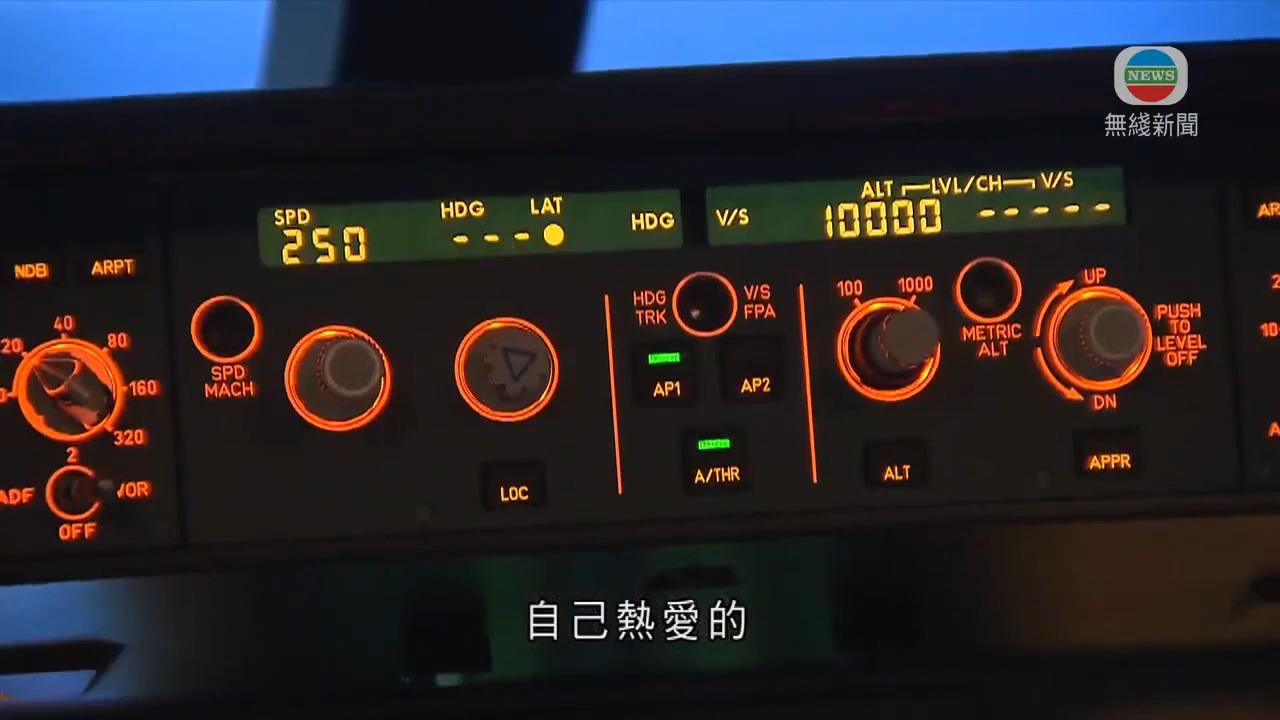 NEWS
無綫新聞
ALT LVL/CH V/S
SPD HDG LAT
250 - - - HDG
V/S 10000 - - - - -
NDB ARPT
AR
40
20 80
160
320
2
ADF VOR
OFF
SPD
MACH
LOC
HDG
TRK
V/S
FPA
AP1 AP2
A/THR
100 1000
METRIC
ALT
UP
DN
PUSH
TO
LEVEL
OFF
ALT APPR
自己熱愛的